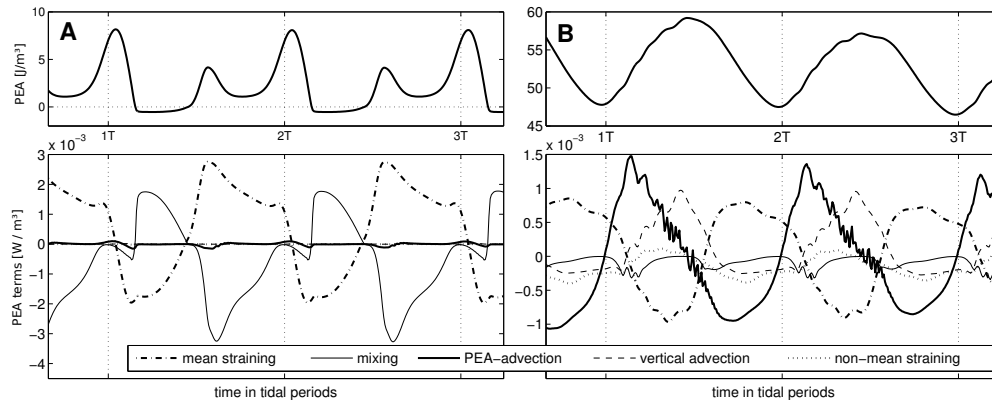 A
PEA [J/m³]
10
5
0
1T
2T
3T
B
60
55
50
45
1T
2T
3T
x 10⁻³
PEA terms [W / m³]
3
2
1
0
−1
−2
−3
−4
x 10⁻³
1.5
1
0.5
0
−0.5
−1
mean straining
mixing
PEA−advection
vertical advection
non−mean straining
time in tidal periods
time in tidal periods